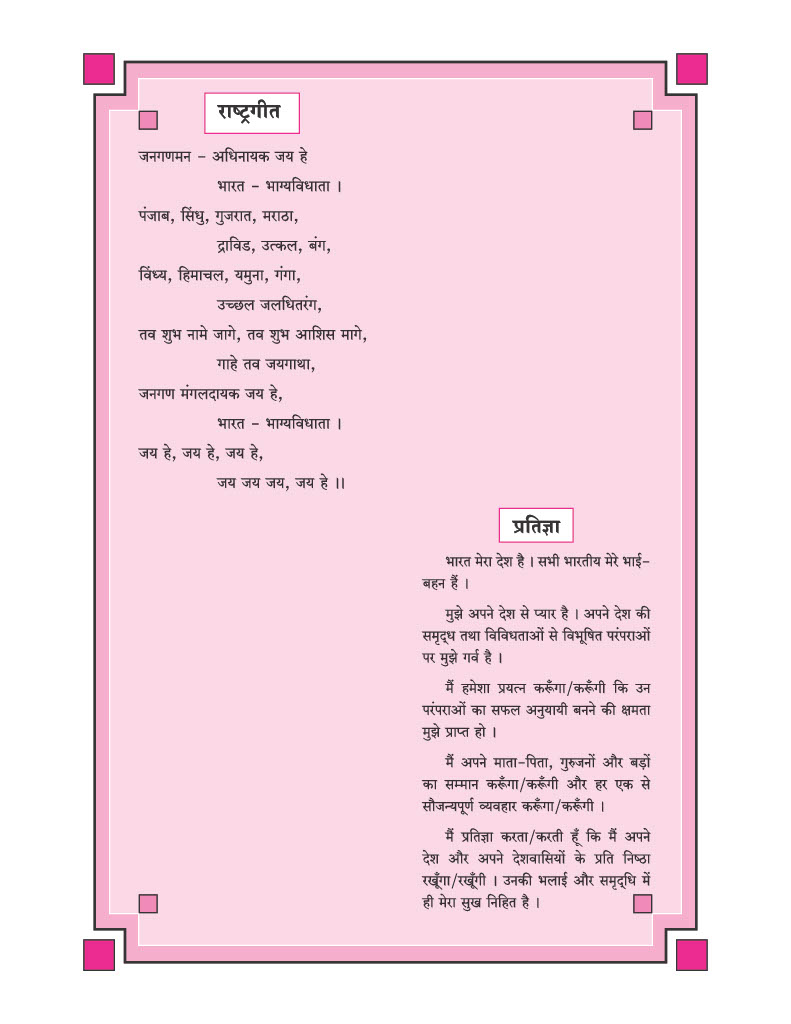 राष्ट्रगीत
जनगणमन - अधिनायक जय हे
भारत - भाग्यविधाता ।
पंजाब, सिंधु, गुजरात, मराठा,
द्राविड, उत्कल, बंग,
विंध्य, हिमाचल, यमुना, गंगा,
उच्छल जलधितरंग,
तव शुभ नामे जागे, तव शुभ आशिस मागे,
गाहे तव जयगाथा,
जनगण मंगलदायक जय हे,
भारत - भाग्यविधाता ।
जय हे, जय हे, जय हे,
जय जय जय, जय हे ।।
प्रतिज्ञा
भारत मेरा देश है । सभी भारतीय मेरे भाई-
बहन हैं ।
मुझे अपने देश से प्यार है । अपने देश की
समृद्ध तथा विविधताओं से विभूषित परंपराओं
पर मुझे गर्व है ।
मैं हमेशा प्रयत्न करूँगा/करूँगी कि उन
परंपराओं का सफल अनुयायी बनने की क्षमता
मुझे प्राप्त हो ।
मैं अपने माता-पिता, गुरुजनों और बड़ों
का सम्मान करूँगा/करूँगी और हर एक से
सौजन्यपूर्ण व्यवहार करूँगा/करूँगी ।
मैं प्रतिज्ञा करता/करती हूँ कि मैं अपने
देश और अपने देशवासियों के प्रति निष्ठा
रखूँगा/रखूँगी । उनकी भलाई और समृद्धि में
ही मेरा सुख निहित है ।